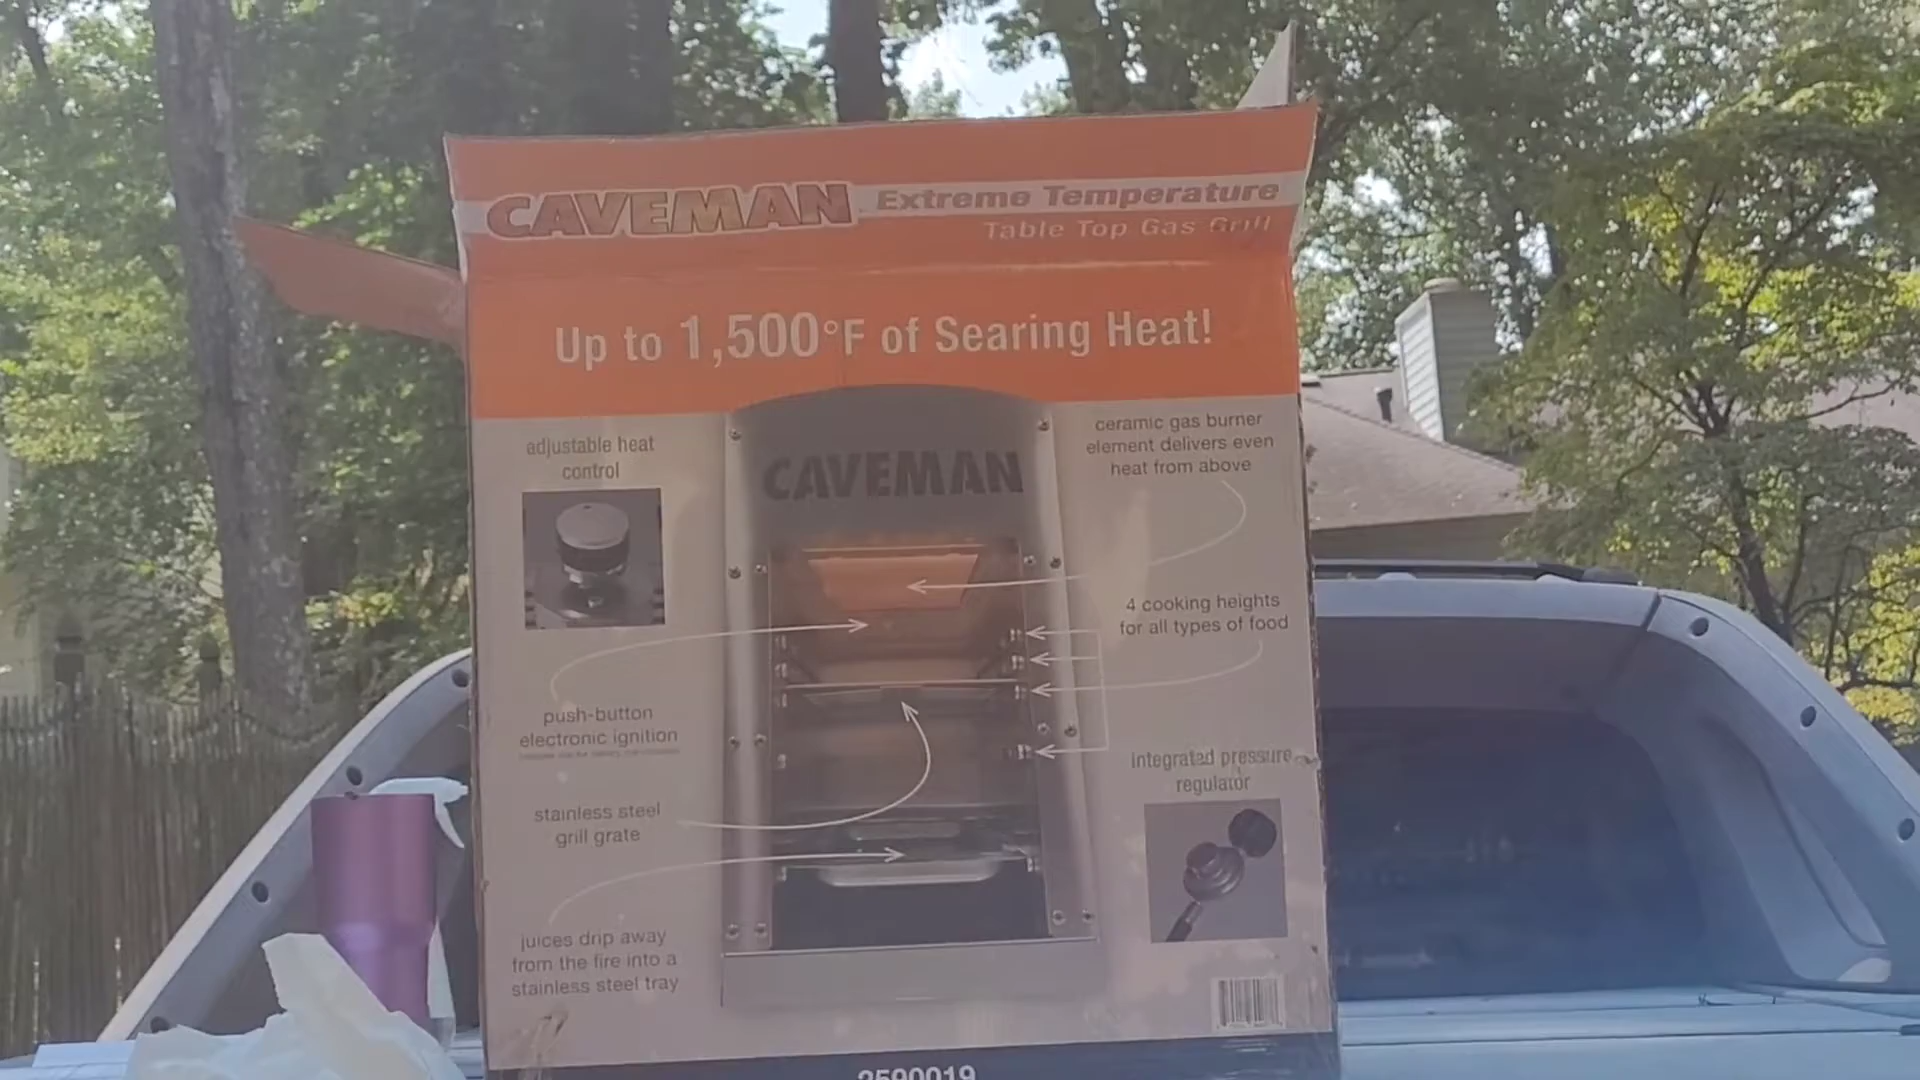 CAVEMAN Extreme Temperature
Table Top Gas Grill
Up to 1,500°F of Searing Heat!
adjustable heat
control
CAVEMAN
ceramic gas burner
element delivers even
heat from above
4 cooking heights
for all types of food
push-button
electronic ignition
integrated pressure
regulator
stainless steel
grill grate
juices drip away
from the fire into a
stainless steel tray
2590019